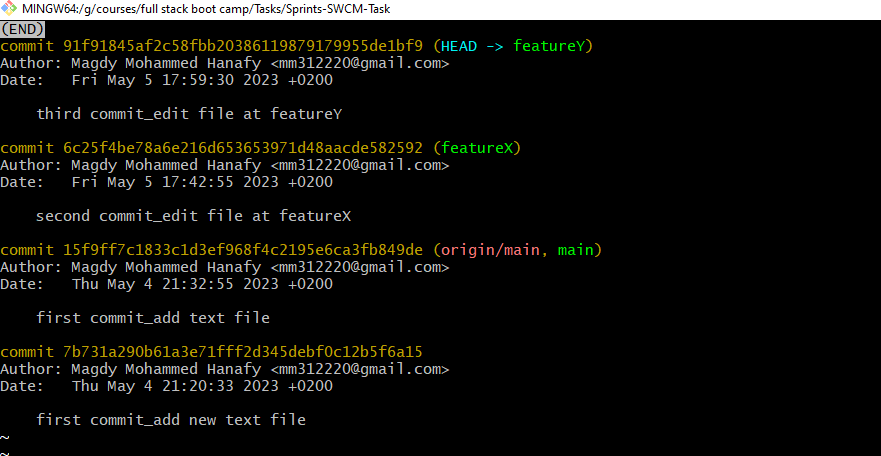 MINGW64:/g/courses/full stack boot camp/Tasks/Sprints-SWCM-Task
(END)
commit 91f91845af2c58fbb20386119879179955de1bf9 (HEAD -> featureY)
Author: Magdy Mohammed Hanafy <mm312220@gmail.com>
Date:   Fri May 5 17:59:30 2023 +0200
third commit_edit file at featureY
commit 6c25f4be78a6e216d653653971d48aacde582592 (featureX)
Author: Magdy Mohammed Hanafy <mm312220@gmail.com>
Date:   Fri May 5 17:42:55 2023 +0200
second commit_edit file at featureX
commit 15f9ff7c1833c1d3ef968f4c2195e6ca3fb849de (origin/main, main)
Author: Magdy Mohammed Hanafy <mm312220@gmail.com>
Date:   Thu May 4 21:32:55 2023 +0200
first commit_add text file
commit 7b731a290b61a3e71fff2d345debf0c12b5f6a15
Author: Magdy Mohammed Hanafy <mm312220@gmail.com>
Date:   Thu May 4 21:20:33 2023 +0200
first commit_add new text file
~
~